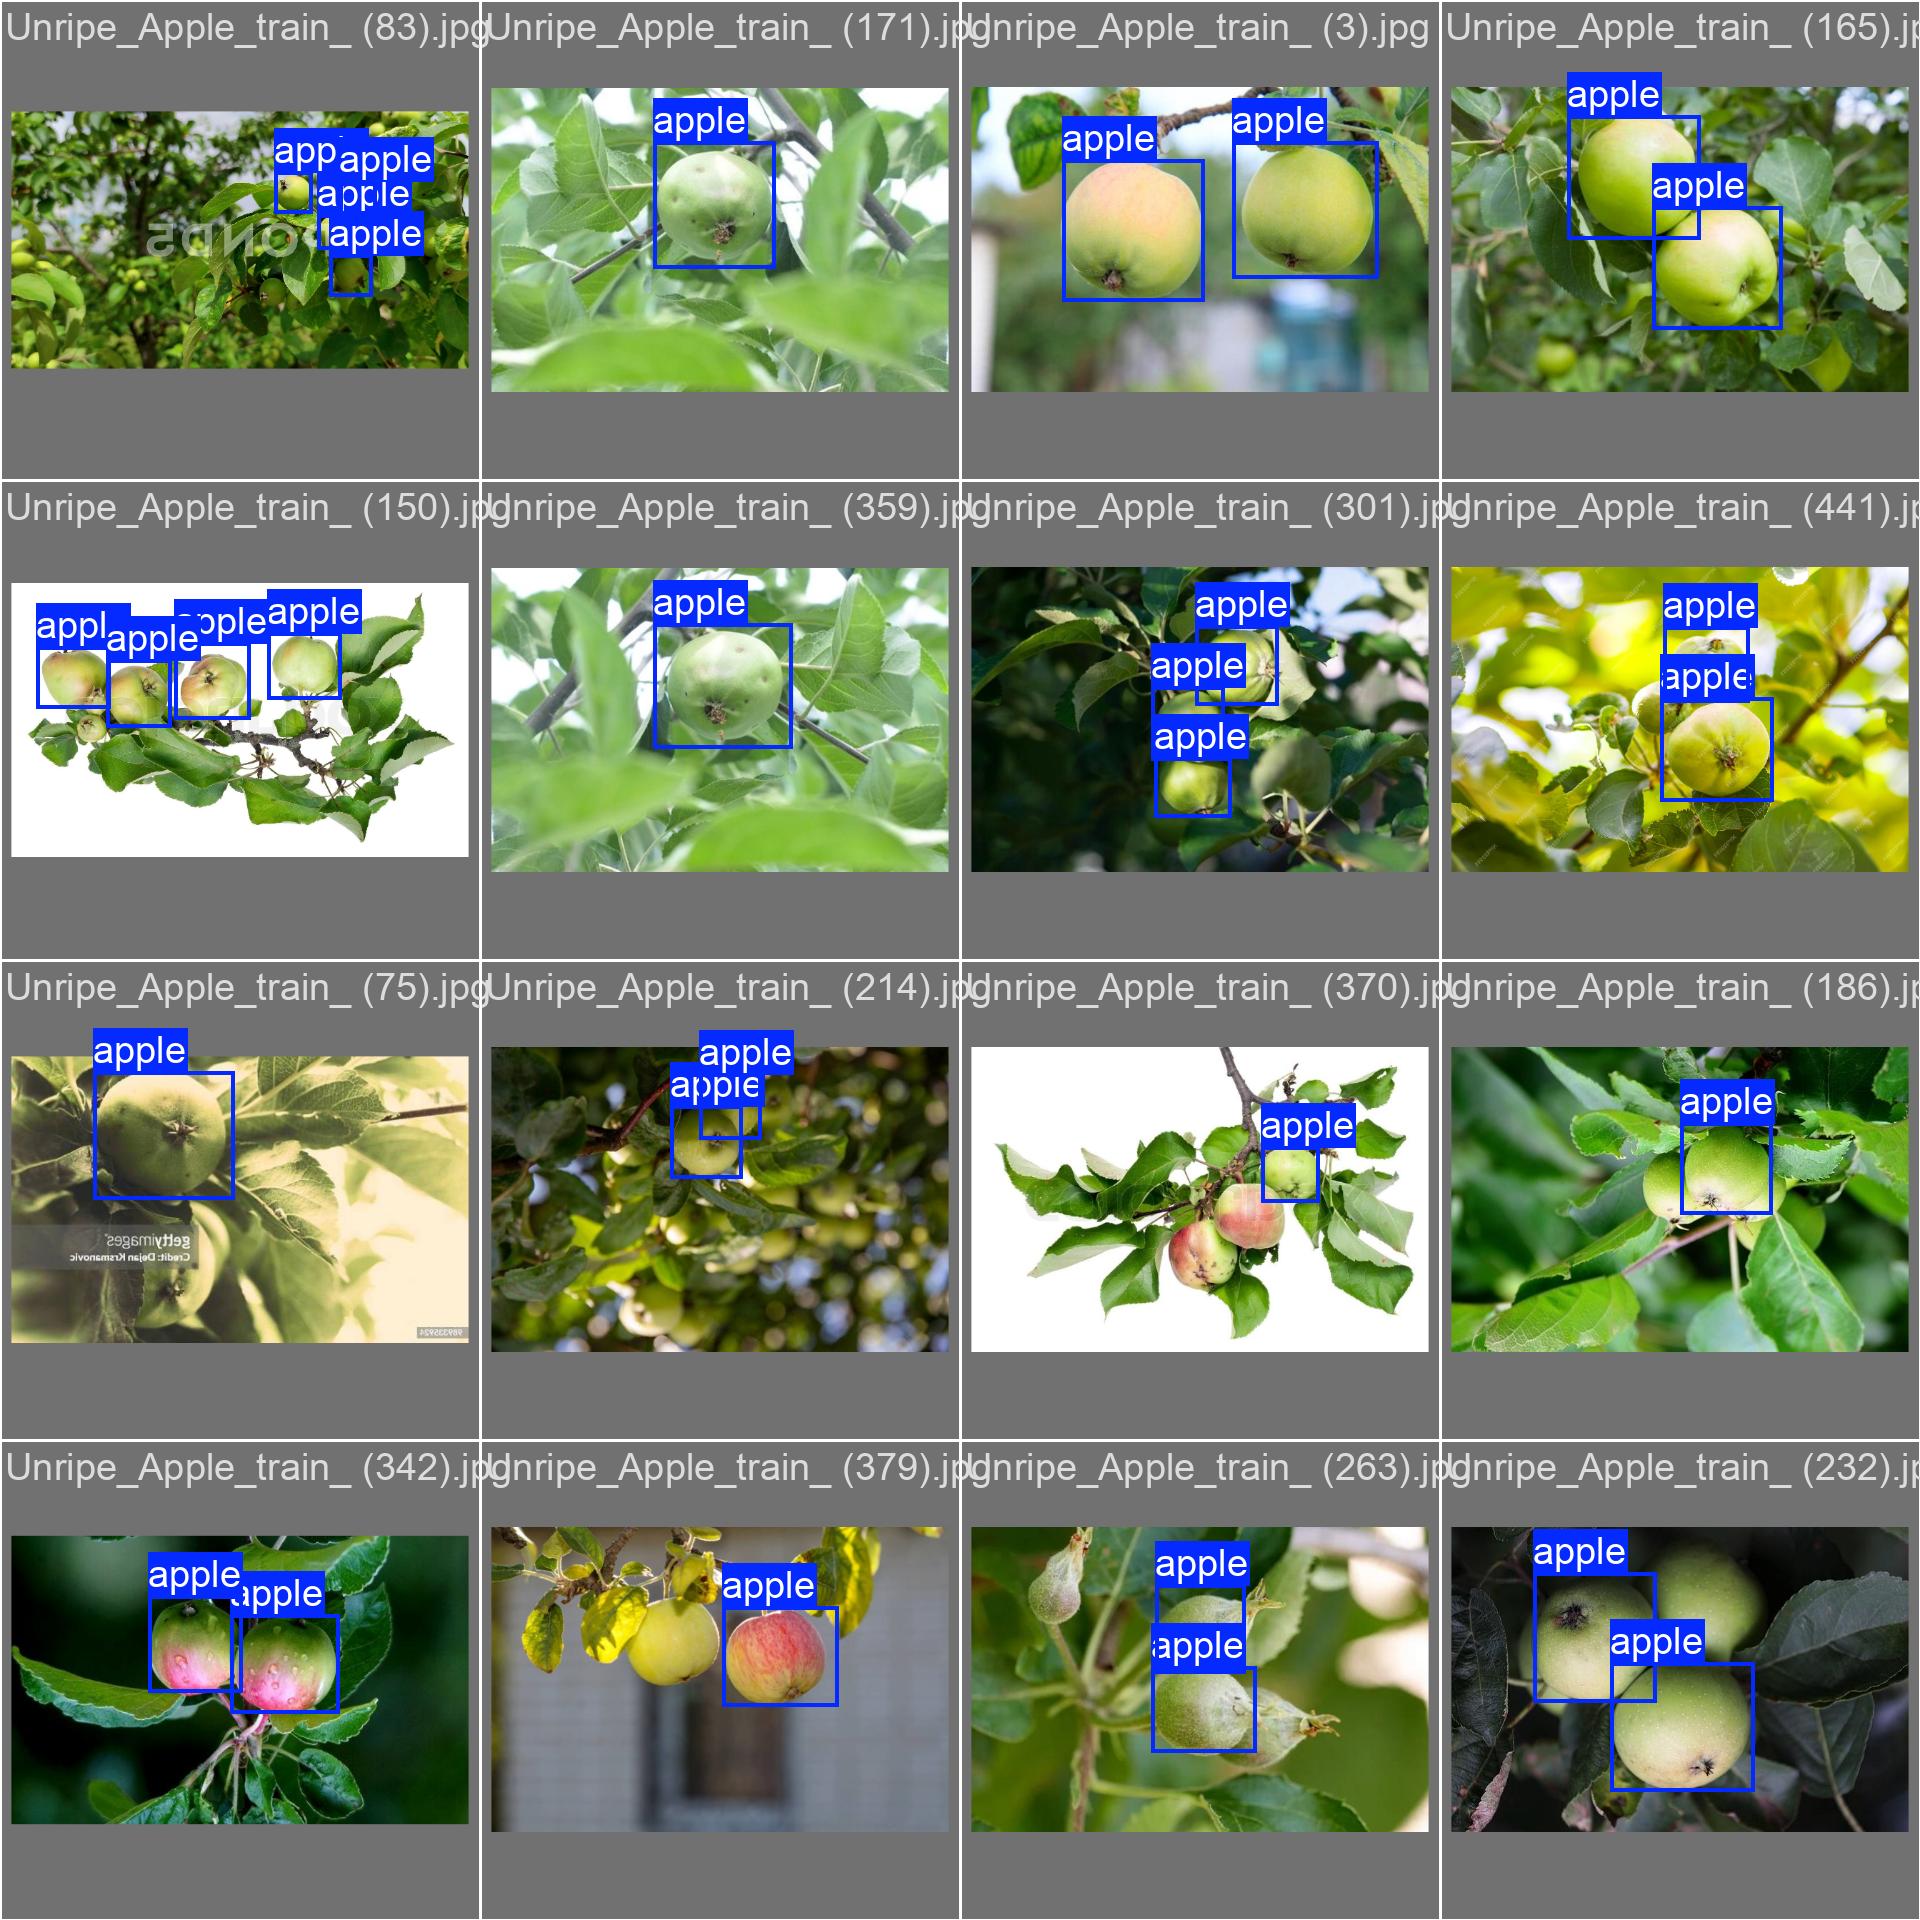 Unripe_Apple_train_ (83).jpg
Unripe_Apple_train_ (171).jpg
Unripe_Apple_train_ (3).jpg
Unripe_Apple_train_ (165).jp
apple
apple
apple
apple
apple
apple
apple
apple
apple
Unripe_Apple_train_ (150).jpg
Unripe_Apple_train_ (359).jpg
Unripe_Apple_train_ (301).jpg
Unripe_Apple_train_ (441).jp
apple
apple
apple
apple
apple
apple
apple
apple
apple
apple
Unripe_Apple_train_ (75).jpg
Unripe_Apple_train_ (214).jpg
Unripe_Apple_train_ (370).jpg
Unripe_Apple_train_ (186).jp
apple
apple
apple
apple
apple
gettyimages
Credit: Dejan Krsmanovic
989335924
Unripe_Apple_train_ (342).jpg
Unripe_Apple_train_ (379).jpg
Unripe_Apple_train_ (263).jpg
Unripe_Apple_train_ (232).jp
apple
apple
apple
apple
apple
apple
apple